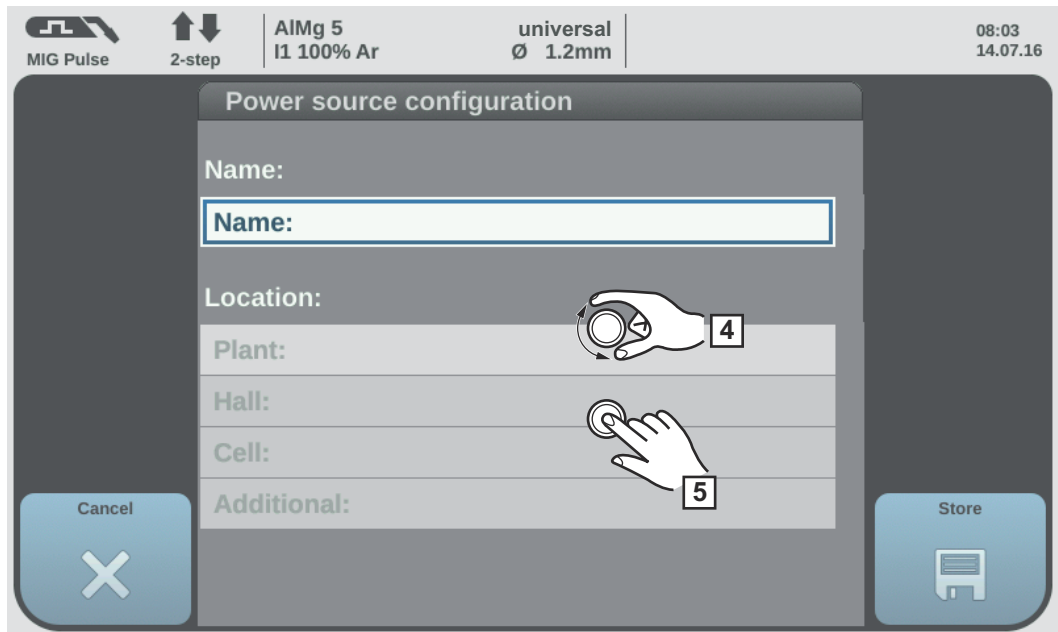 MIG Pulse
2-step
AlMg 5
I1 100% Ar
universal
Ø 1.2mm
08:03
14.07.16
Power source configuration
Name:
Name:
Location:
4
Plant:
Hall:
Cell:
5
Additional:
Cancel
Store